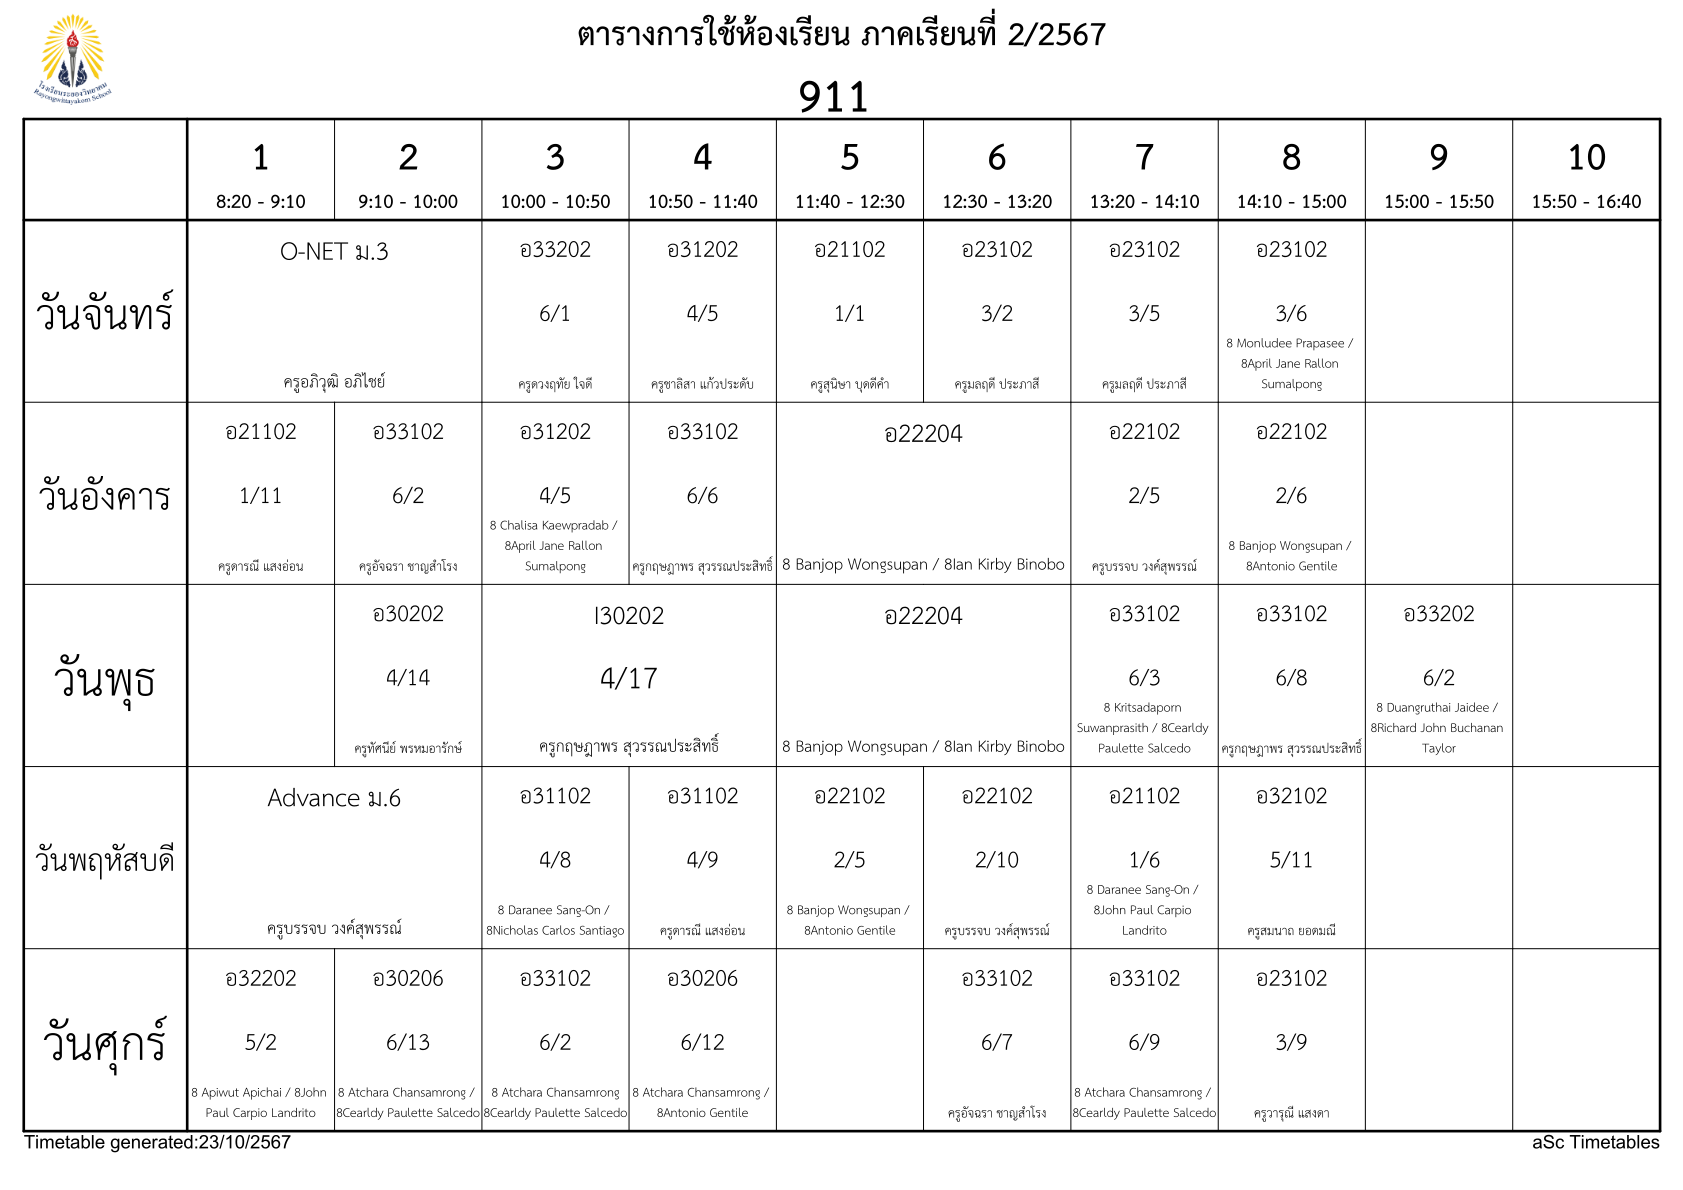 ตารางการใช้ห้องเรียน ภาคเรียนที่ 2/2567
โรงเรียนระยองวิทยาคม
Rayongwittayakom School
911
1 2 3 4 5 6 7 8 9 10
8:20 - 9:10 9:10 - 10:00 10:00 - 10:50 10:50 - 11:40 11:40 - 12:30 12:30 - 13:20 13:20 - 14:10 14:10 - 15:00 15:00 - 15:50 15:50 - 16:40
วันจันทร์
O-NET ม.3
ครูอภิวุฒิ อภิไชย์
อ33202
6/1
ครูดวงฤทัย ใจดี
อ31202
4/5
ครูชาลิสา แก้วประดับ
อ21102
1/1
ครูสุนิษา บุดดีคำ
อ23102
3/2
ครูมลฤดี ประภาสี
อ23102
3/5
ครูมลฤดี ประภาสี
อ23102
3/6
8 Monludee Prapasee /
8April Jane Rallon
Sumalpong
วันอังคาร
อ21102
1/11
ครูดารณี แสงอ่อน
อ33102
6/2
ครูอัจฉรา ชาญสำโรง
อ31202
4/5
8 Chalisa Kaewpradab /
8April Jane Rallon
Sumalpong
อ33102
6/6
ครูกฤษฎาพร สุวรรณประสิทธิ์
อ22204
8 Banjop Wongsupan / 8Ian Kirby Binobo
อ22102
2/5
ครูบรรจบ วงค์สุพรรณ์
อ22102
2/6
8 Banjop Wongsupan /
8Antonio Gentile
วันพุธ
อ30202
4/14
ครูทัศนีย์ พรหมอารักษ์
I30202
4/17
ครูกฤษฎาพร สุวรรณประสิทธิ์
อ22204
8 Banjop Wongsupan / 8Ian Kirby Binobo
อ33102
6/3
8 Kritsadaporn
Suwanprasith / 8Cearldy
Paulette Salcedo
อ33102
6/8
ครูกฤษฎาพร สุวรรณประสิทธิ์
อ33202
6/2
8 Duangruthai Jaidee /
8Richard John Buchanan
Taylor
วันพฤหัสบดี
Advance ม.6
ครูบรรจบ วงค์สุพรรณ์
อ31102
4/8
8 Daranee Sang-On /
8Nicholas Carlos Santiago
อ31102
4/9
ครูดารณี แสงอ่อน
อ22102
2/5
8 Banjop Wongsupan /
8Antonio Gentile
อ22102
2/10
ครูบรรจบ วงค์สุพรรณ์
อ21102
1/6
8 Daranee Sang-On /
8John Paul Carpio
Landrito
อ32102
5/11
ครูสมนาถ ยอดมณี
วันศุกร์
อ32202
5/2
8 Apiwut Apichai / 8John
Paul Carpio Landrito
อ30206
6/13
8 Atchara Chansamrong /
8Cearldy Paulette Salcedo
อ33102
6/2
8 Atchara Chansamrong
8Cearldy Paulette Salcedo
อ30206
6/12
8 Atchara Chansamrong /
8Antonio Gentile
อ33102
6/7
ครูอัจฉรา ชาญสำโรง
อ33102
6/9
8 Atchara Chansamrong /
8Cearldy Paulette Salcedo
อ23102
3/9
ครูวารุณี แสงดา
Timetable generated:23/10/2567
aSc Timetables